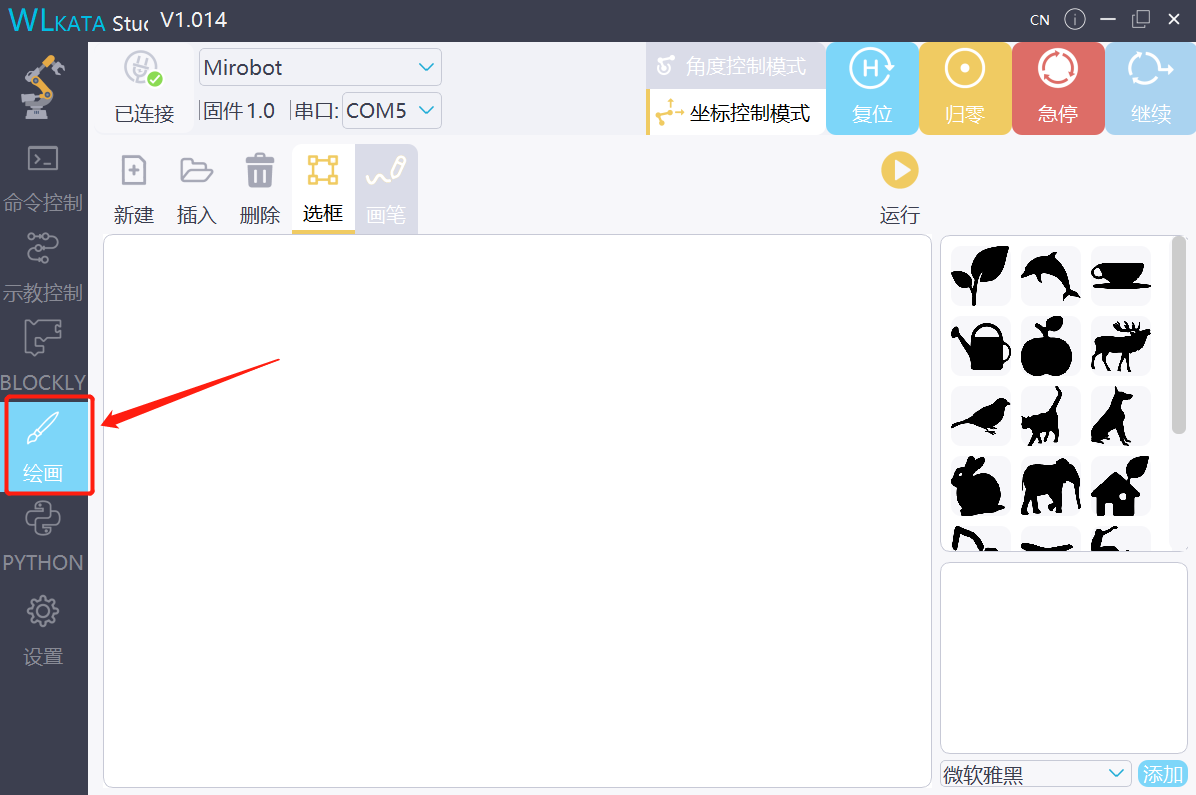 WLKATA Stuc V1.014
CN
Mirobot
角度控制模式
已连接
固件 1.0
串口:
COM5
坐标控制模式
复位
归零
急停
继续
命令控制
示教控制
BLOCKLY
绘画
PYTHON
设置
新建
插入
删除
选框
画笔
运行
微软雅黑
添加